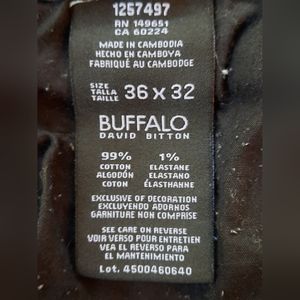 1257497
RN 149651
CA 60224
MADE IN CAMBODIA
HECHO EN CAMBOYA
FABRIQUÉ AU CAMBODGE
SIZE
TALLA
TAILLE
36 X 32
BUFFALO
DAVID BITTON
99% 1%
COTTON ELASTANE
ALGODÓN ELASTANO
COTON ÉLASTHANNE
EXCLUSIVE OF DECORATION
EXCLUYENDO ADORNOS
GARNITURE NON COMPRISE
SEE CARE ON REVERSE
VOIR VERSO POUR ENTRETIEN
VEA EL REVERSO PARA
EL MANTENIMIENTO
Lot. 4500460640